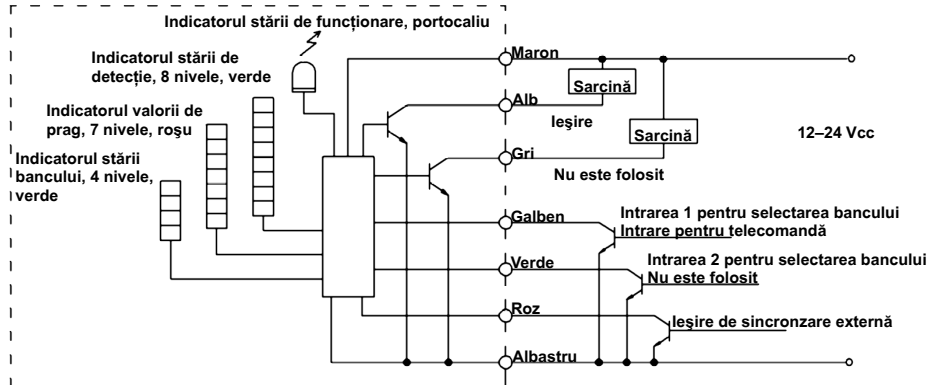 Indicatorul stării de funcționare, portocaliu
Indicatorul stării de
detecție, 8 nivele, verde
Indicatorul valorii de
prag, 7 nivele, roşu
Indicatorul stării
bancului, 4 nivele,
verde
Maron
Sarcină
Alb
Ieşire
Sarcină
12–24 Vcc
Gri
Nu este folosit
Galben
Intrarea 1 pentru selectarea bancului
Intrare pentru telecomandă
Verde
Intrarea 2 pentru selectarea bancului
Nu este folosit
Roz
Ieşire de sincronzare externă
Albastru